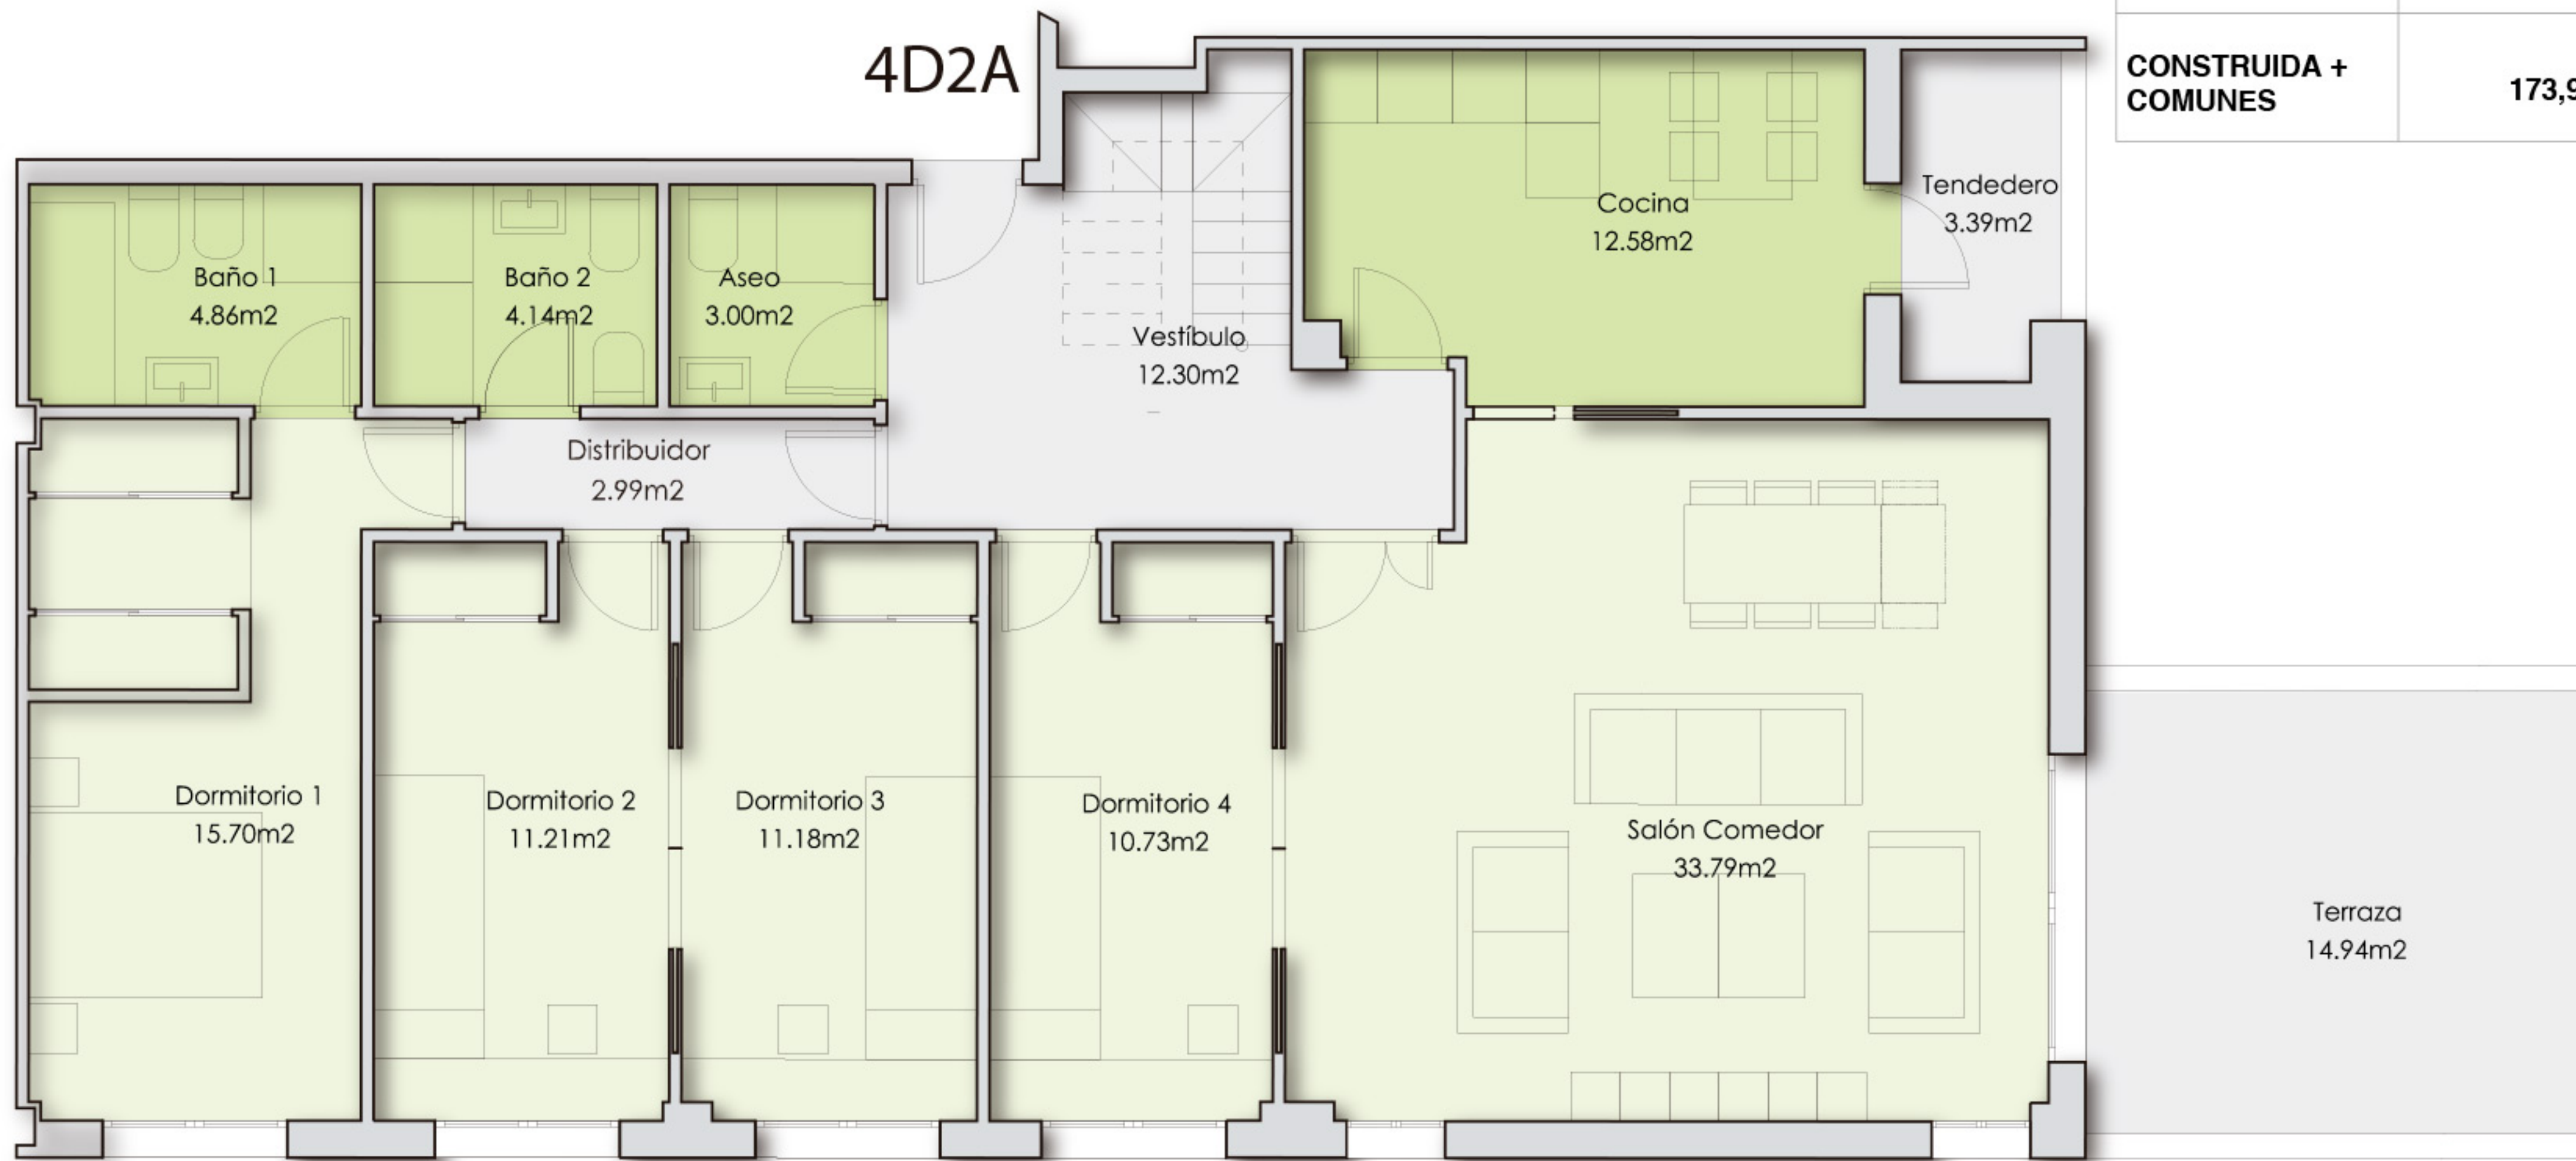 4D2A
CONSTRUIDA +
COMUNES
173,9
Tendedero
3.39m2
Cocina
12.58m2
Baño 1
4.86m2
Baño 2
4.14m2
Aseo
3.00m2
Vestíbulo
12.30m2
Distribuidor
2.99m2
Dormitorio 1
15.70m2
Dormitorio 2
11.21m2
Dormitorio 3
11.18m2
Dormitorio 4
10.73m2
Salón Comedor
33.79m2
Terraza
14.94m2